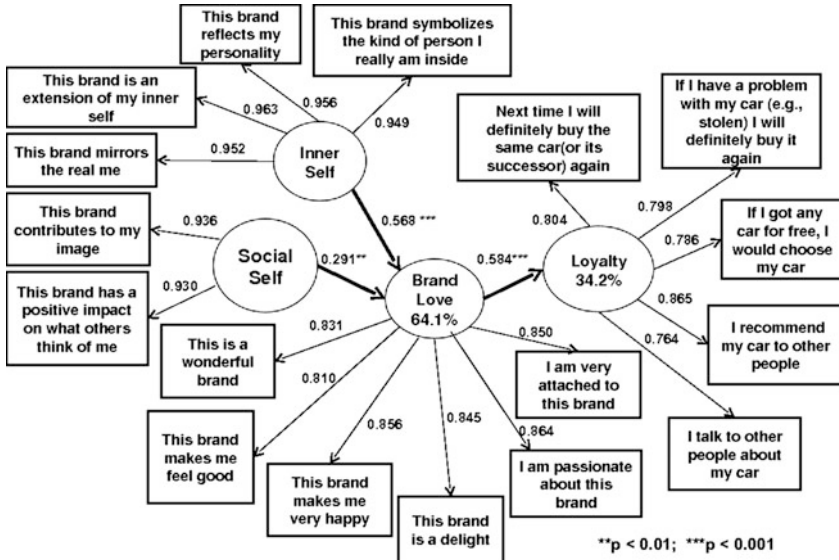 This brand
reflects my
personality
This brand symbolizes
the kind of person I
really am inside
This brand is an
extension of my inner
self
This brand mirrors
the real me
This brand
contributes to my
image
This brand has a
positive impact
on what others
think of me
0.956
0.963
0.949
0.952
Inner
Self
0.936
0.930
Social
Self
0.568 ***
0.291**
Brand
Love
64.1%
0.584***
Loyalty
34.2%
Next time I will
definitely buy the
same car(or its
successor) again
If I have a problem
with my car (e.g.,
stolen) I will
definitely buy it
again
If I got any
car for free, I
would choose
my car
I recommend
my car to other
people
I talk to other
people about
my car
0.804
0.798
0.786
0.865
0.764
0.831
0.810
0.856
0.845
0.864
0.850
This is a
wonderful
brand
This brand
makes me
feel good
This brand
makes me
very happy
This brand
is a delight
I am passionate
about this
brand
I am very
attached to
this brand
**p < 0.01; ***p < 0.001